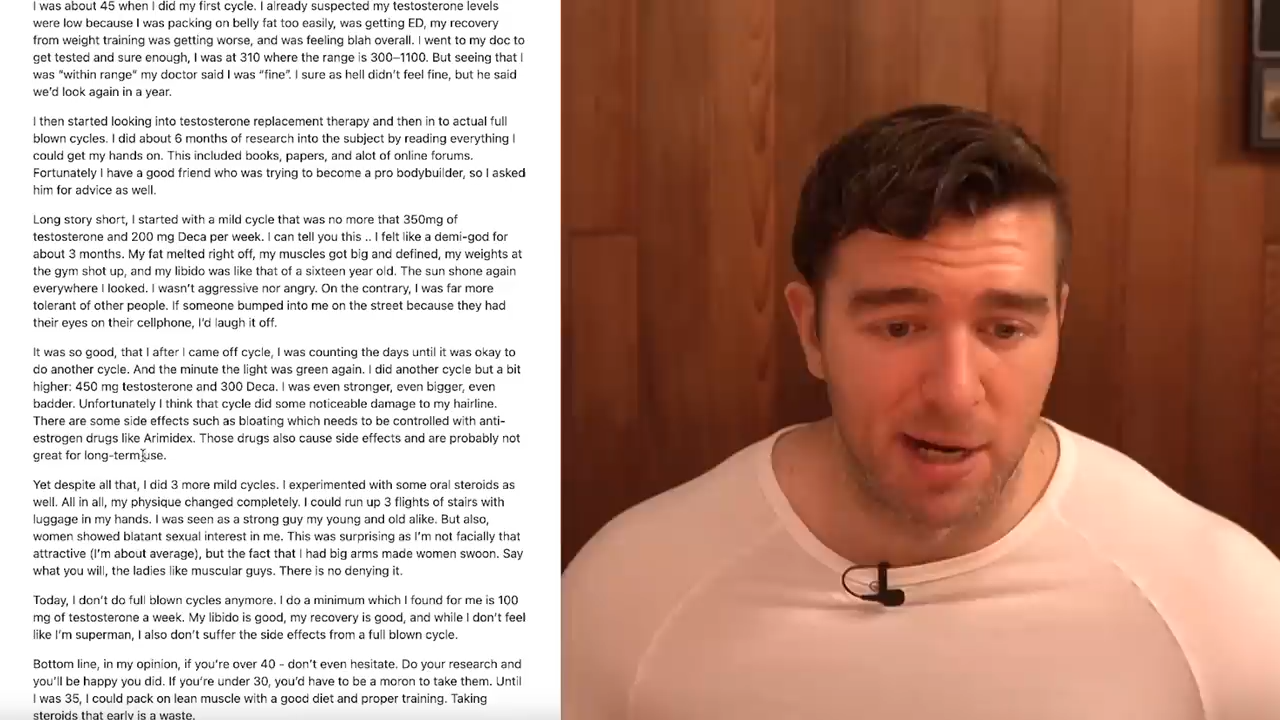 I was about 45 when I did my first cycle. I already suspected my testosterone levels
were low because I was packing on belly fat too easily, was getting ED, my recovery
from weight training was getting worse, and was feeling blah overall. I went to my doc to
get tested and sure enough, I was at 310 where the range is 300–1100. But seeing that I
was “within range” my doctor said I was “fine”. I sure as hell didn’t feel fine, but he said
we’d look again in a year.
I then started looking into testosterone replacement therapy and then in to actual full
blown cycles. I did about 6 months of research into the subject by reading everything I
could get my hands on. This included books, papers, and alot of online forums.
Fortunately I have a good friend who was trying to become a pro bodybuilder, so I asked
him for advice as well.
Long story short, I started with a mild cycle that was no more that 350mg of
testosterone and 200 mg Deca per week. I can tell you this .. I felt like a demi-god for
about 3 months. My fat melted right off, my muscles got big and defined, my weights at
the gym shot up, and my libido was like that of a sixteen year old. The sun shone again
everywhere I looked. I wasn’t aggressive nor angry. On the contrary, I was far more
tolerant of other people. If someone bumped into me on the street because they had
their eyes on their cellphone, I’d laugh it off.
It was so good, that I after I came off cycle, I was counting the days until it was okay to
do another cycle. And the minute the light was green again. I did another cycle but a bit
higher: 450 mg testosterone and 300 Deca. I was even stronger, even bigger, even
badder. Unfortunately I think that cycle did some noticeable damage to my hairline.
There are some side effects such as bloating which needs to be controlled with anti-
estrogen drugs like Arimidex. Those drugs also cause side effects and are probably not
great for long-term use.
Yet despite all that, I did 3 more mild cycles. I experimented with some oral steroids as
well. All in all, my physique changed completely. I could run up 3 flights of stairs with
luggage in my hands. I was seen as a strong guy my young and old alike. But also,
women showed blatant sexual interest in me. This was surprising as I’m not facially that
attractive (I’m about average), but the fact that I had big arms made women swoon. Say
what you will, the ladies like muscular guys. There is no denying it.
Today, I don’t do full blown cycles anymore. I do a minimum which I found for me is 100
mg of testosterone a week. My libido is good, my recovery is good, and while I don’t feel
like I’m superman, I also don’t suffer the side effects from a full blown cycle.
Bottom line, in my opinion, if you’re over 40 - don’t even hesitate. Do your research and
you’ll be happy you did. If you’re under 30, you’d have to be a moron to take them. Until
I was 35, I could pack on lean muscle with a good diet and proper training. Taking
steroids that early is a waste.